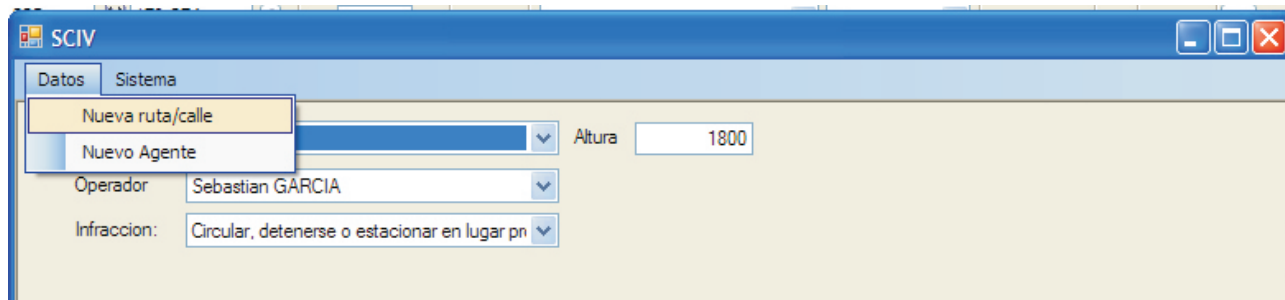 SCIV
Datos Sistema
Nueva ruta/calle
Nuevo Agente
Altura 1800
Operador Sebastian GARCIA
Infraccion: Circular, detenerse o estacionar en lugar pr